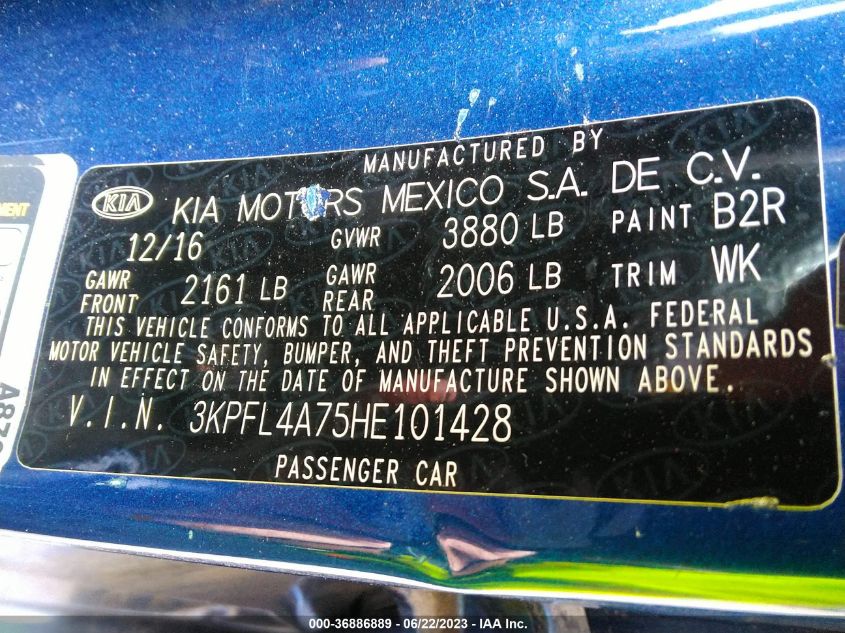 MANUFACTURED BY
KIA KIA MOTORS MEXICO S.A. DE C.V.
12/16 GVWR 3880 LB PAINT B2R
GAWR FRONT 2161 LB GAWR REAR 2006 LB TRIM WK
THIS VEHICLE CONFORMS TO ALL APPLICABLE U.S.A. FEDERAL
MOTOR VEHICLE SAFETY, BUMPER, AND THEFT PREVENTION STANDARDS
IN EFFECT ON THE DATE OF MANUFACTURE SHOWN ABOVE.
V.I.N. 3KPFL4A75HE101428
PASSENGER CAR
000-36886889 - 06/22/2023 - IAA Inc.